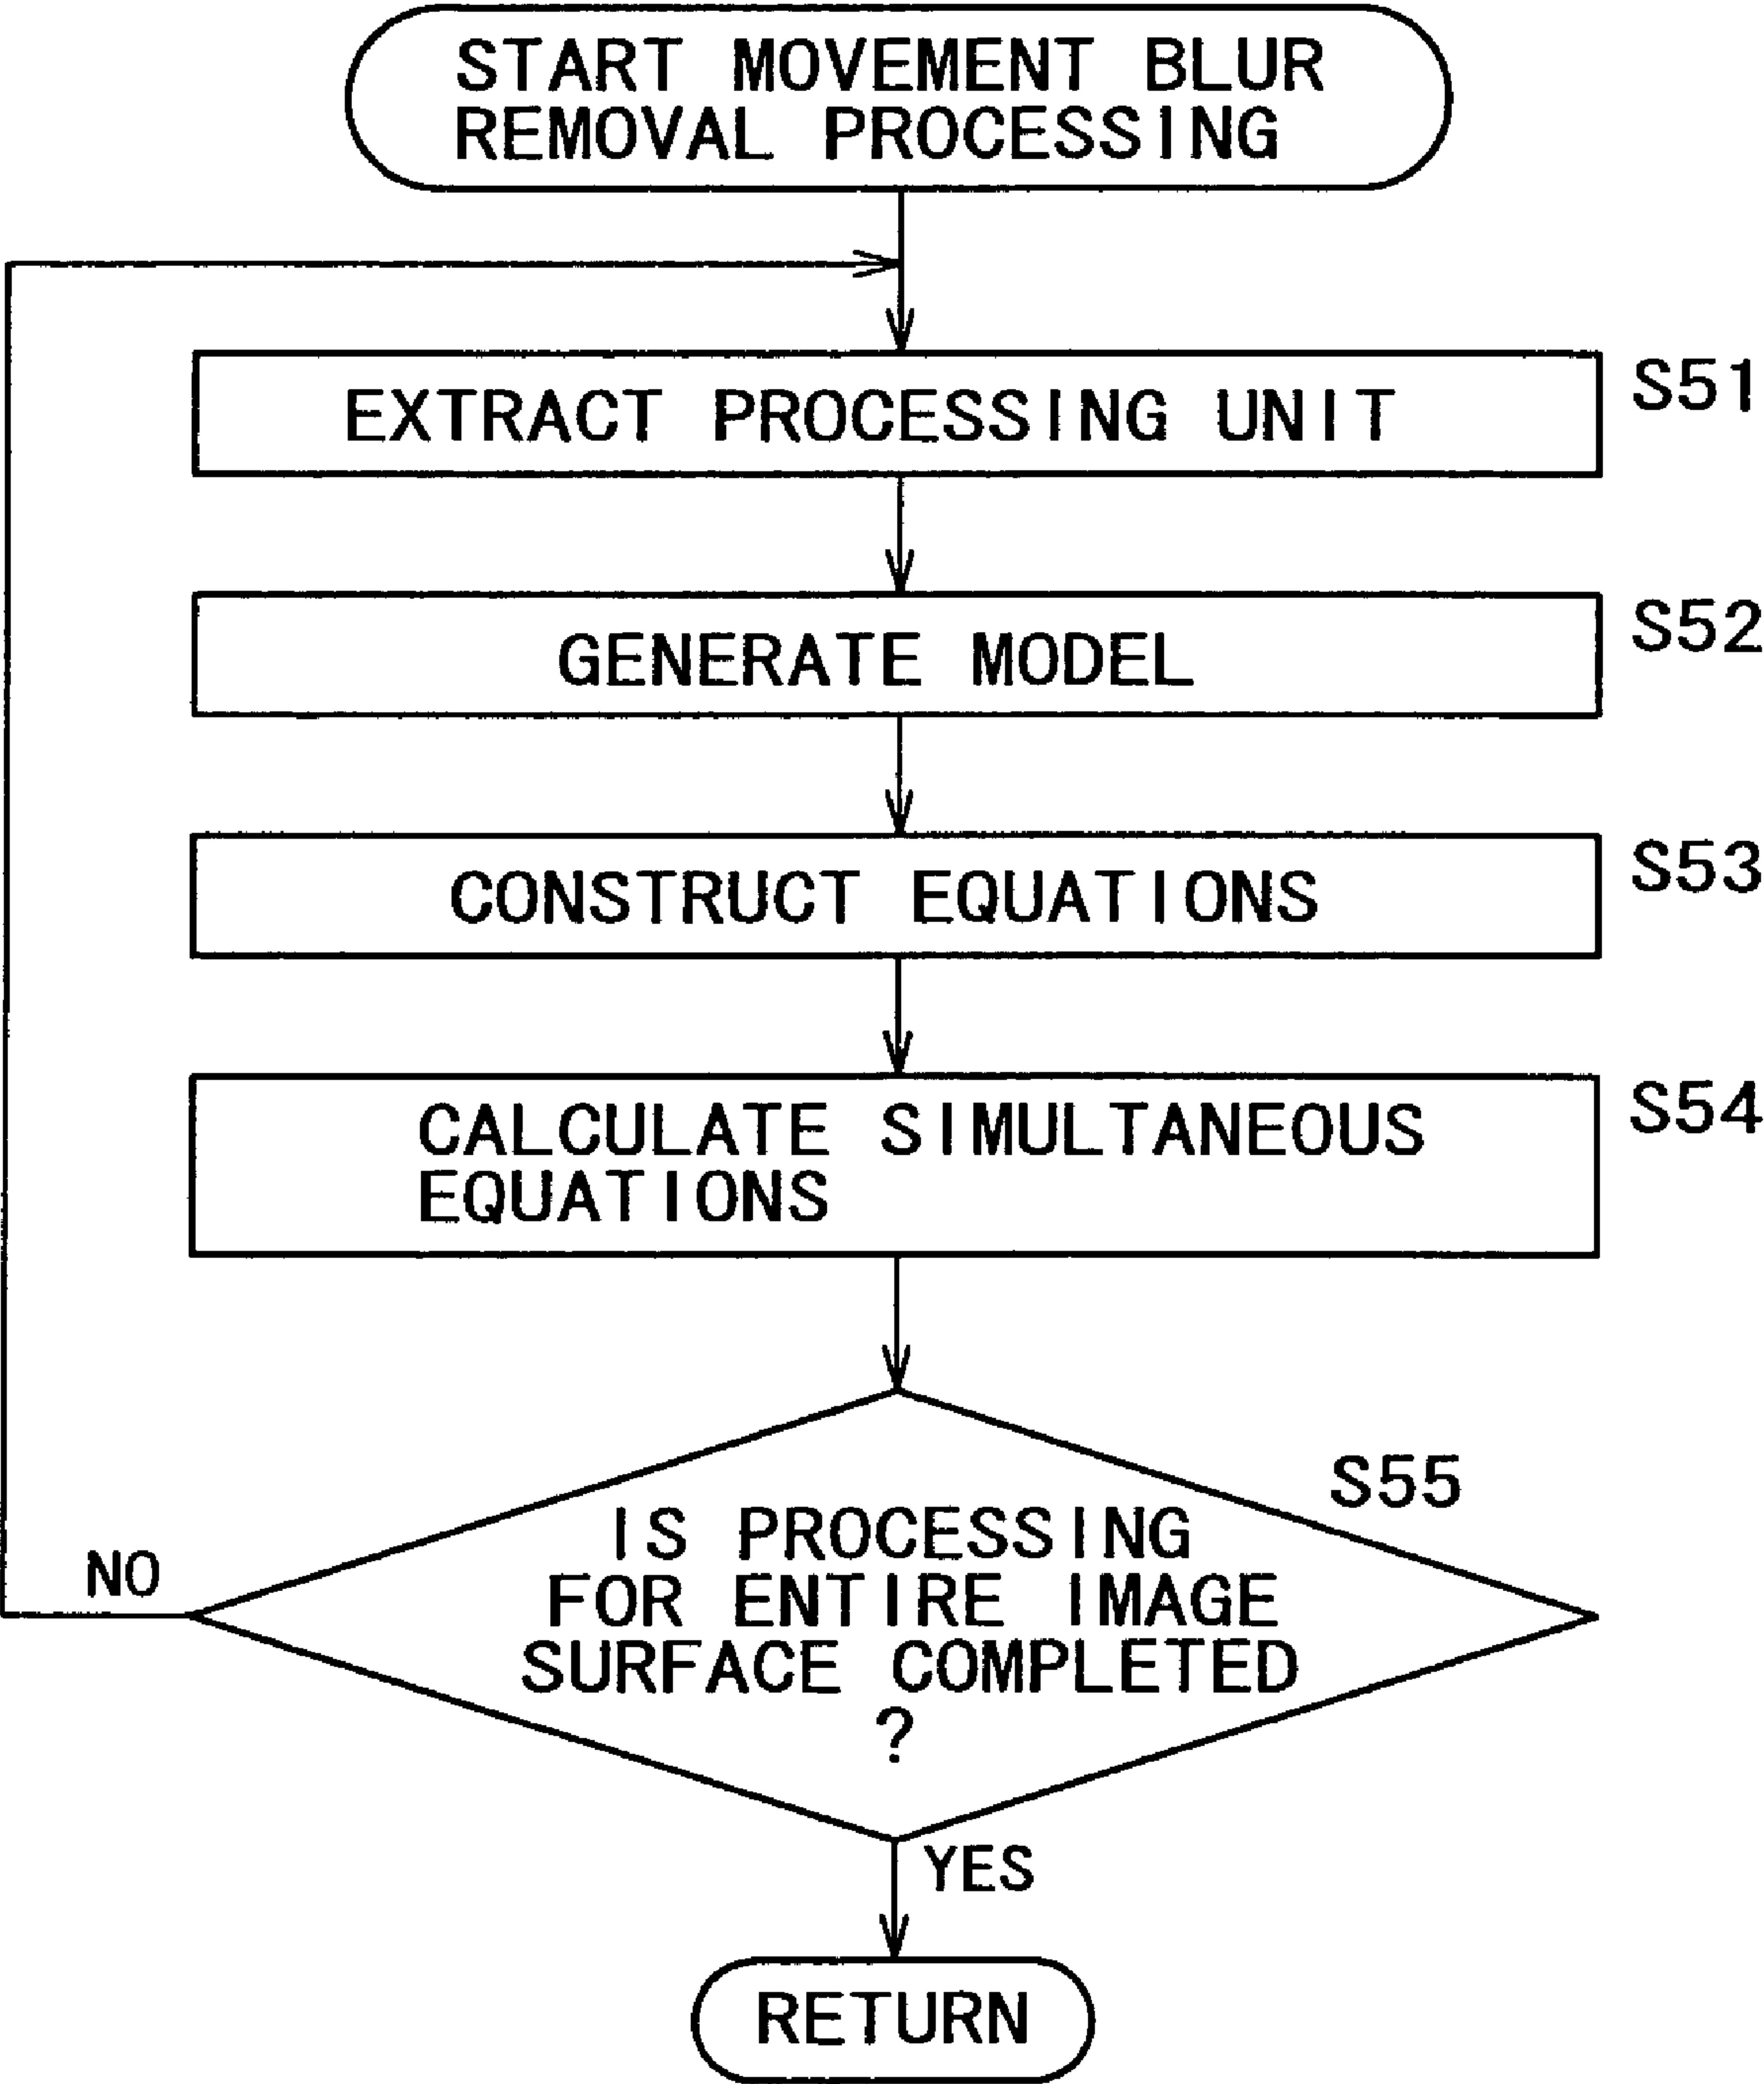 START MOVEMENT BLUR
REMOVAL PROCESSING
EXTRACT PROCESSING UNIT
S51
GENERATE MODEL
S52
CONSTRUCT EQUATIONS
S53
CALCULATE SIMULTANEOUS
EQUATIONS
S54
S55
IS PROCESSING
FOR ENTIRE IMAGE
SURFACE COMPLETED
?
NO
YES
RETURN